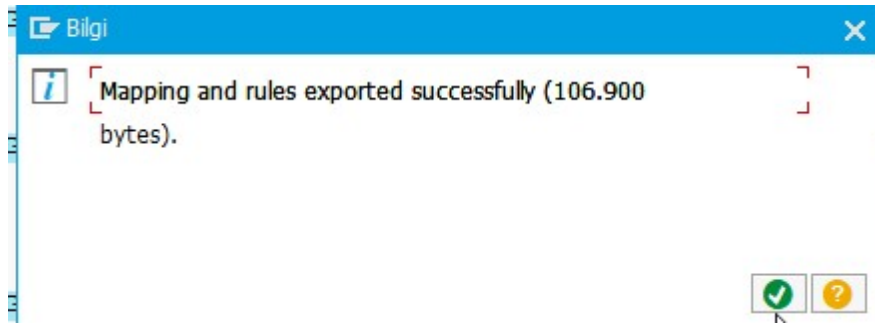 Bilgi
Mapping and rules exported successfully (106.900
bytes).